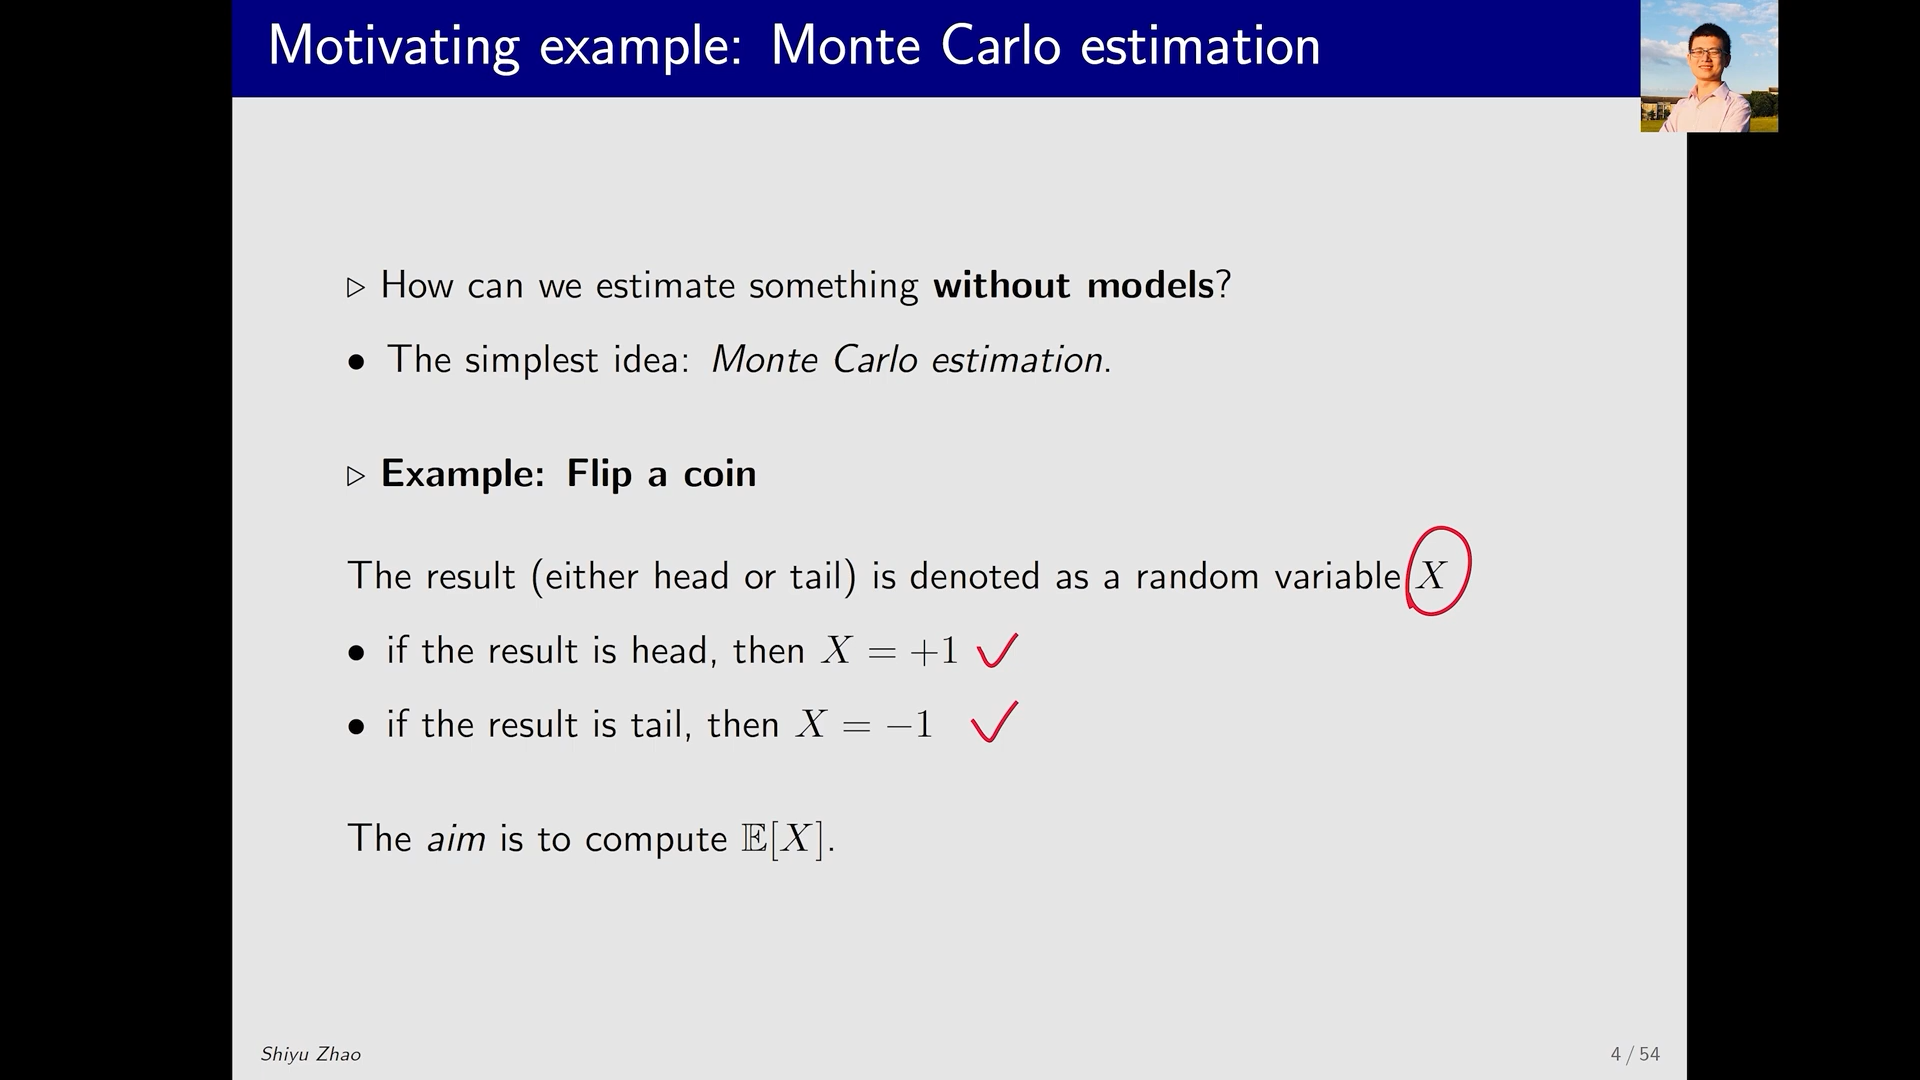 Motivating example: Monte Carlo estimation
▷ How can we estimate something without models?
• The simplest idea: Monte Carlo estimation.
▷ Example: Flip a coin
The result (either head or tail) is denoted as a random variable X
• if the result is head, then X = +1 ✓
• if the result is tail, then X = −1 ✓
The aim is to compute 𝔼[X].
Shiyu Zhao
4 / 54